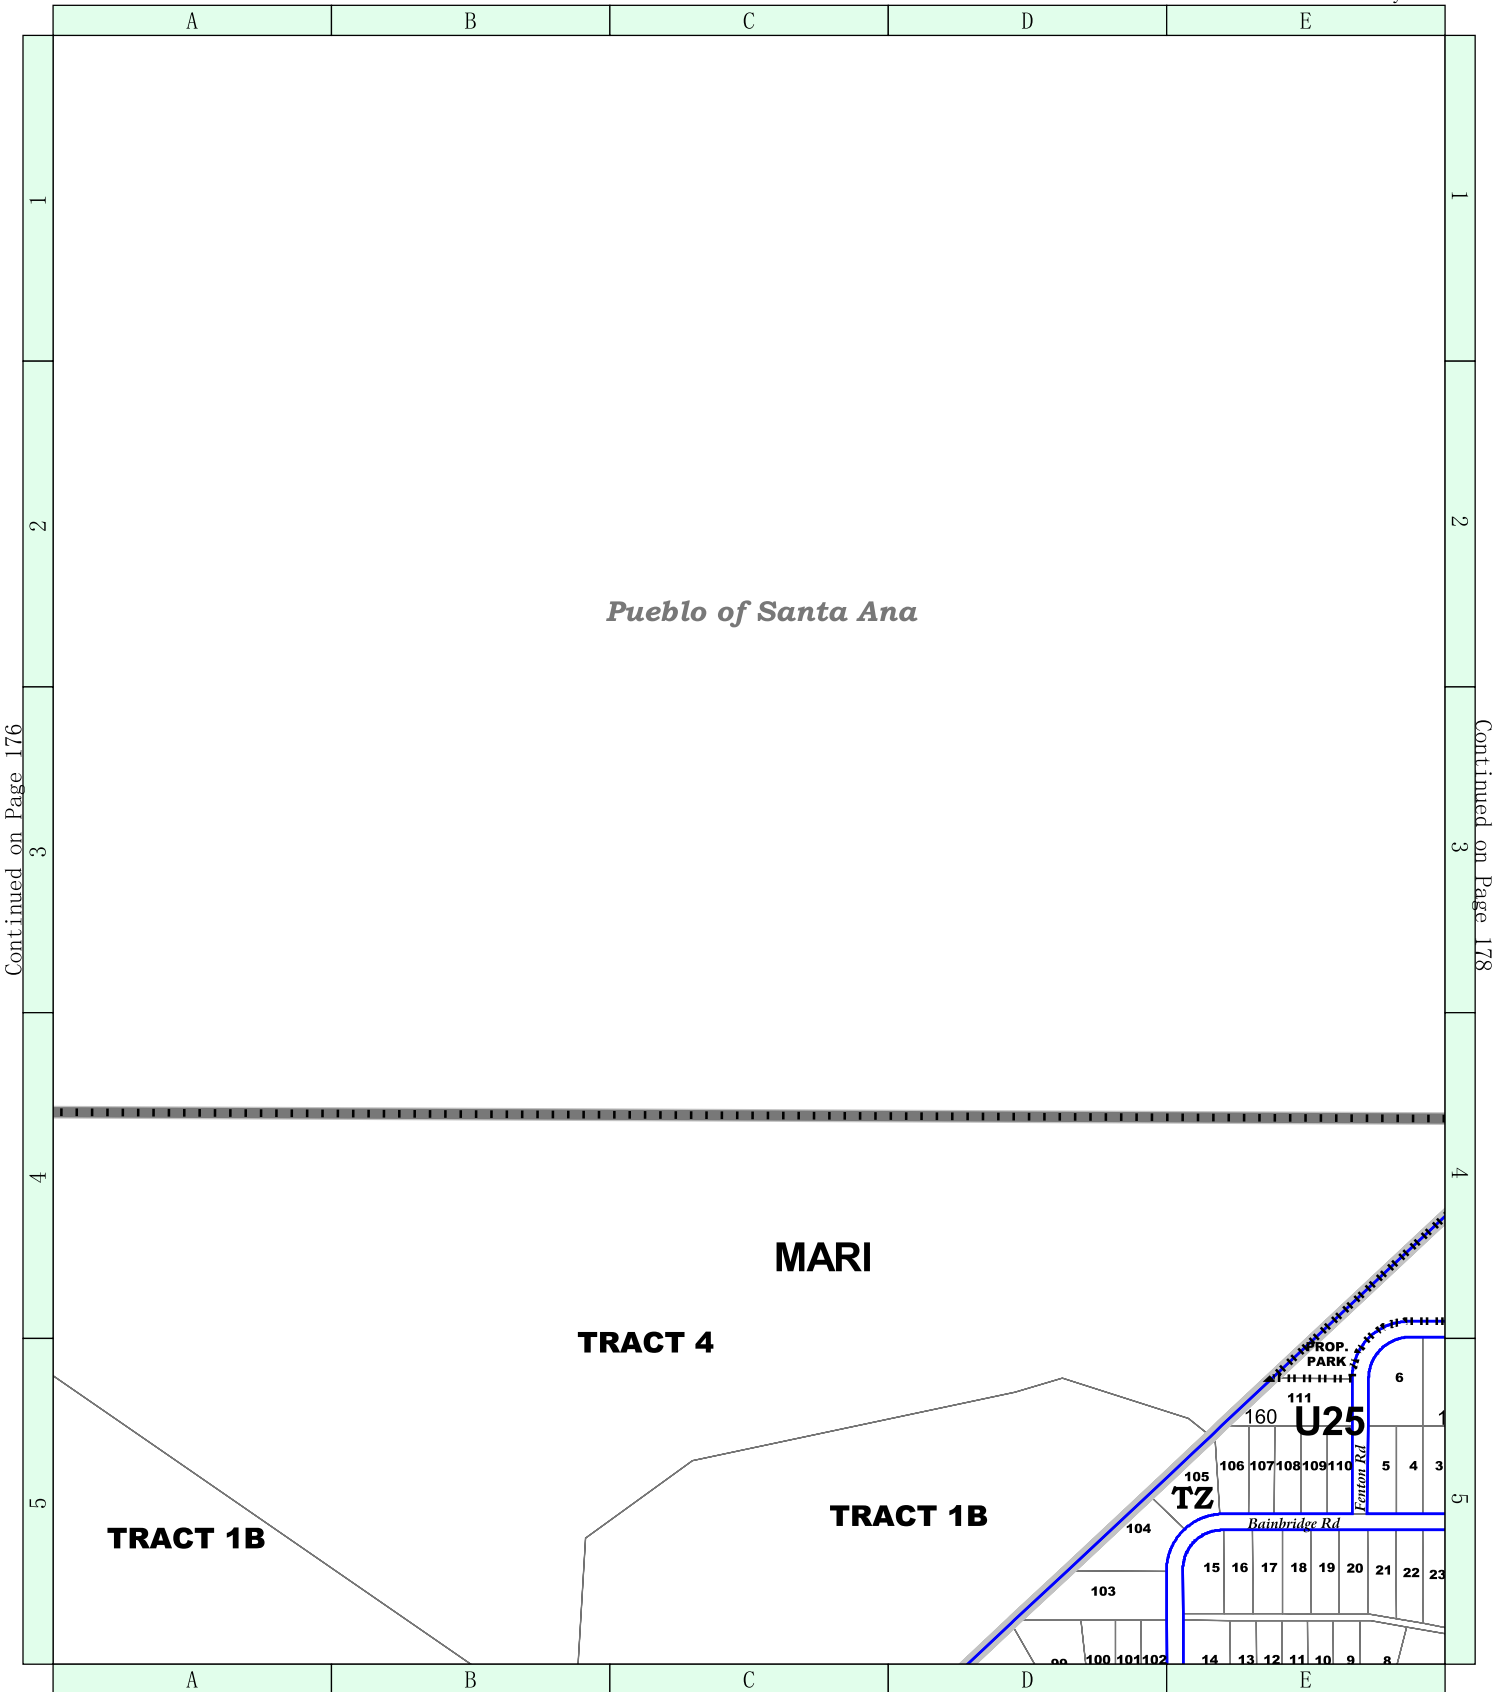 A B C D E
1 1
2 2
Pueblo of Santa Ana
Continued on Page 176
Continued on Page 178
3 3
4 4
MARI
TRACT 4
PROP.
PARK
6
111
160 U25 1
106 107 108 109 110 Fenton Rd 5 4 3
105
TZ
5 5
TRACT 1B
TRACT 1B
Bainbridge Rd
104
15 16 17 18 19 20 21 22 23
103
99 100 101 102 14 13 12 11 10 9 8
A B C D E